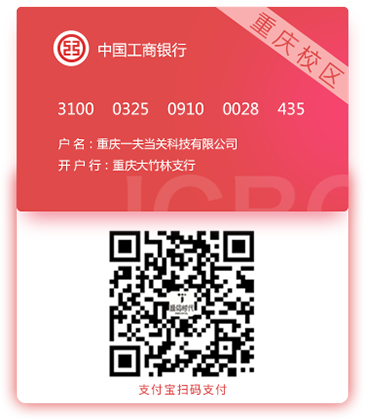 重庆校区
中国工商银行
3100 0325 0910 0028 435
户 名：重庆一夫当关科技有限公司
开 户 行：重庆大竹林支行
ICBC
支付宝扫码支付